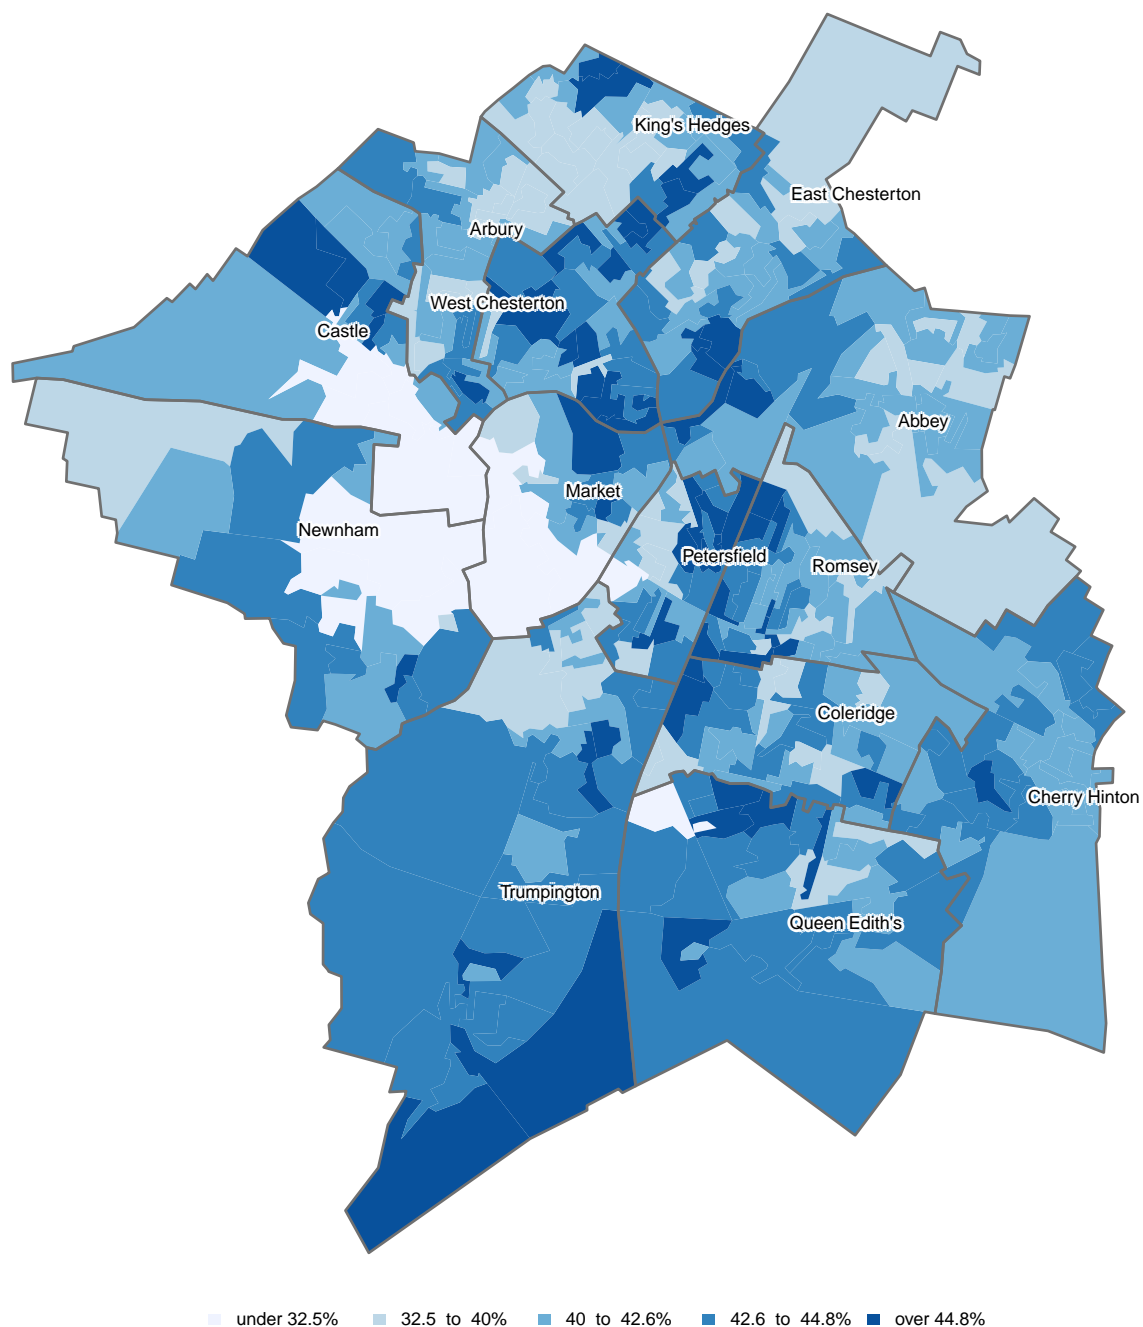 King's Hedges
East Chesterton
Arbury
West Chesterton
Castle
Abbey
Market
Newnham
Petersfield
Romsey
Coleridge
Cherry Hinton
Trumpington
Queen Edith's
under 32.5% 32.5 to 40% 40 to 42.6% 42.6 to 44.8% over 44.8%